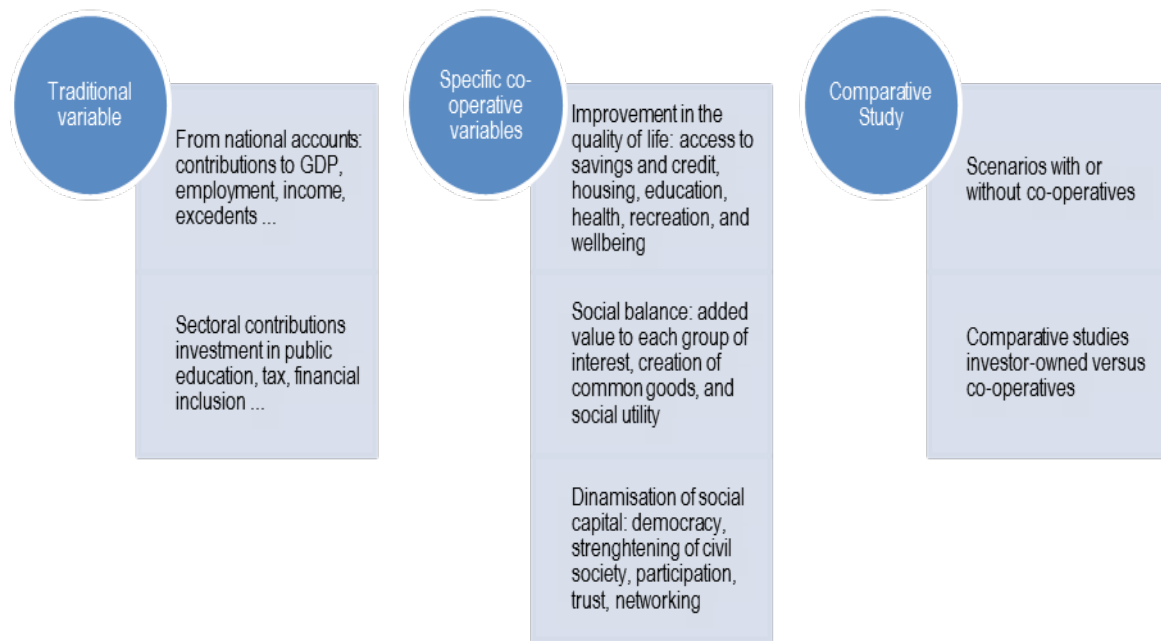 Traditional
variable
From national accounts:
contributions to GDP,
employment, income,
excedents ...
Sectoral contributions
investment in public
education, tax, financial
inclusion ...
Specific co-
operative
variables
Improvement in the
quality of life: access to
savings and credit,
housing, education,
health, recreation, and
wellbeing
Social balance: added
value to each group of
interest, creation of
common goods, and
social utility
Dinamisation of social
capital: democracy,
strenghtening of civil
society, participation,
trust, networking
Comparative
Study
Scenarios with or
without co-operatives
Comparative studies
investor-owned versus
co-operatives